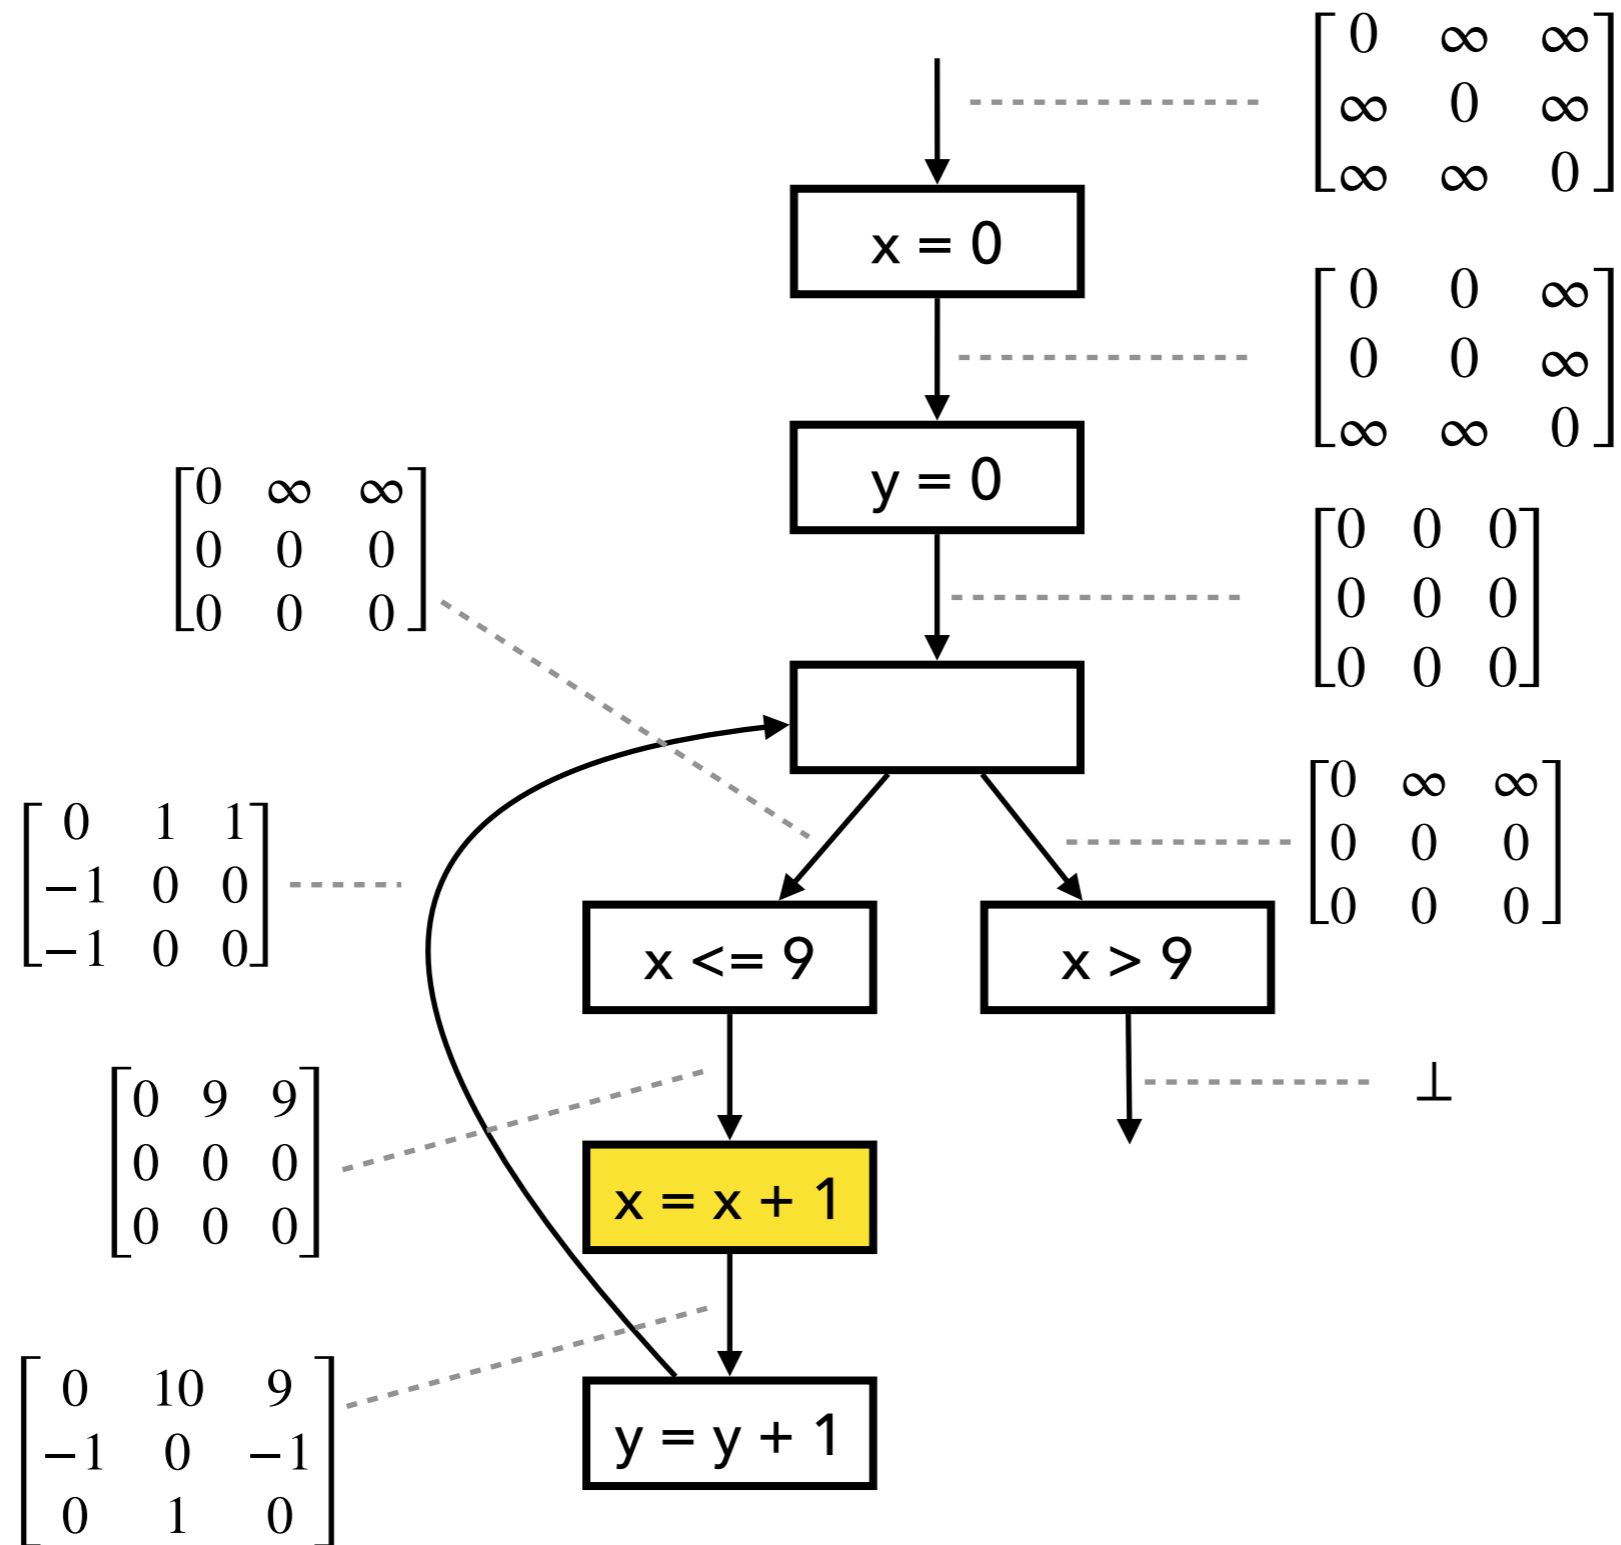 0 ∞ ∞
∞ 0 ∞
∞ ∞ 0
x = 0
0 0 ∞
0 0 ∞
∞ ∞ 0
y = 0
0 ∞ ∞
0 0 0
0 0 0
0 0 0
0 0 0
0 0 0
0 ∞ ∞
0 0 0
0 0 0
0 1 1
−1 0 0
−1 0 0
x <= 9
x > 9
⊥
0 9 9
0 0 0
0 0 0
x = x + 1
0 10 9
−1 0 −1
0 1 0
y = y + 1